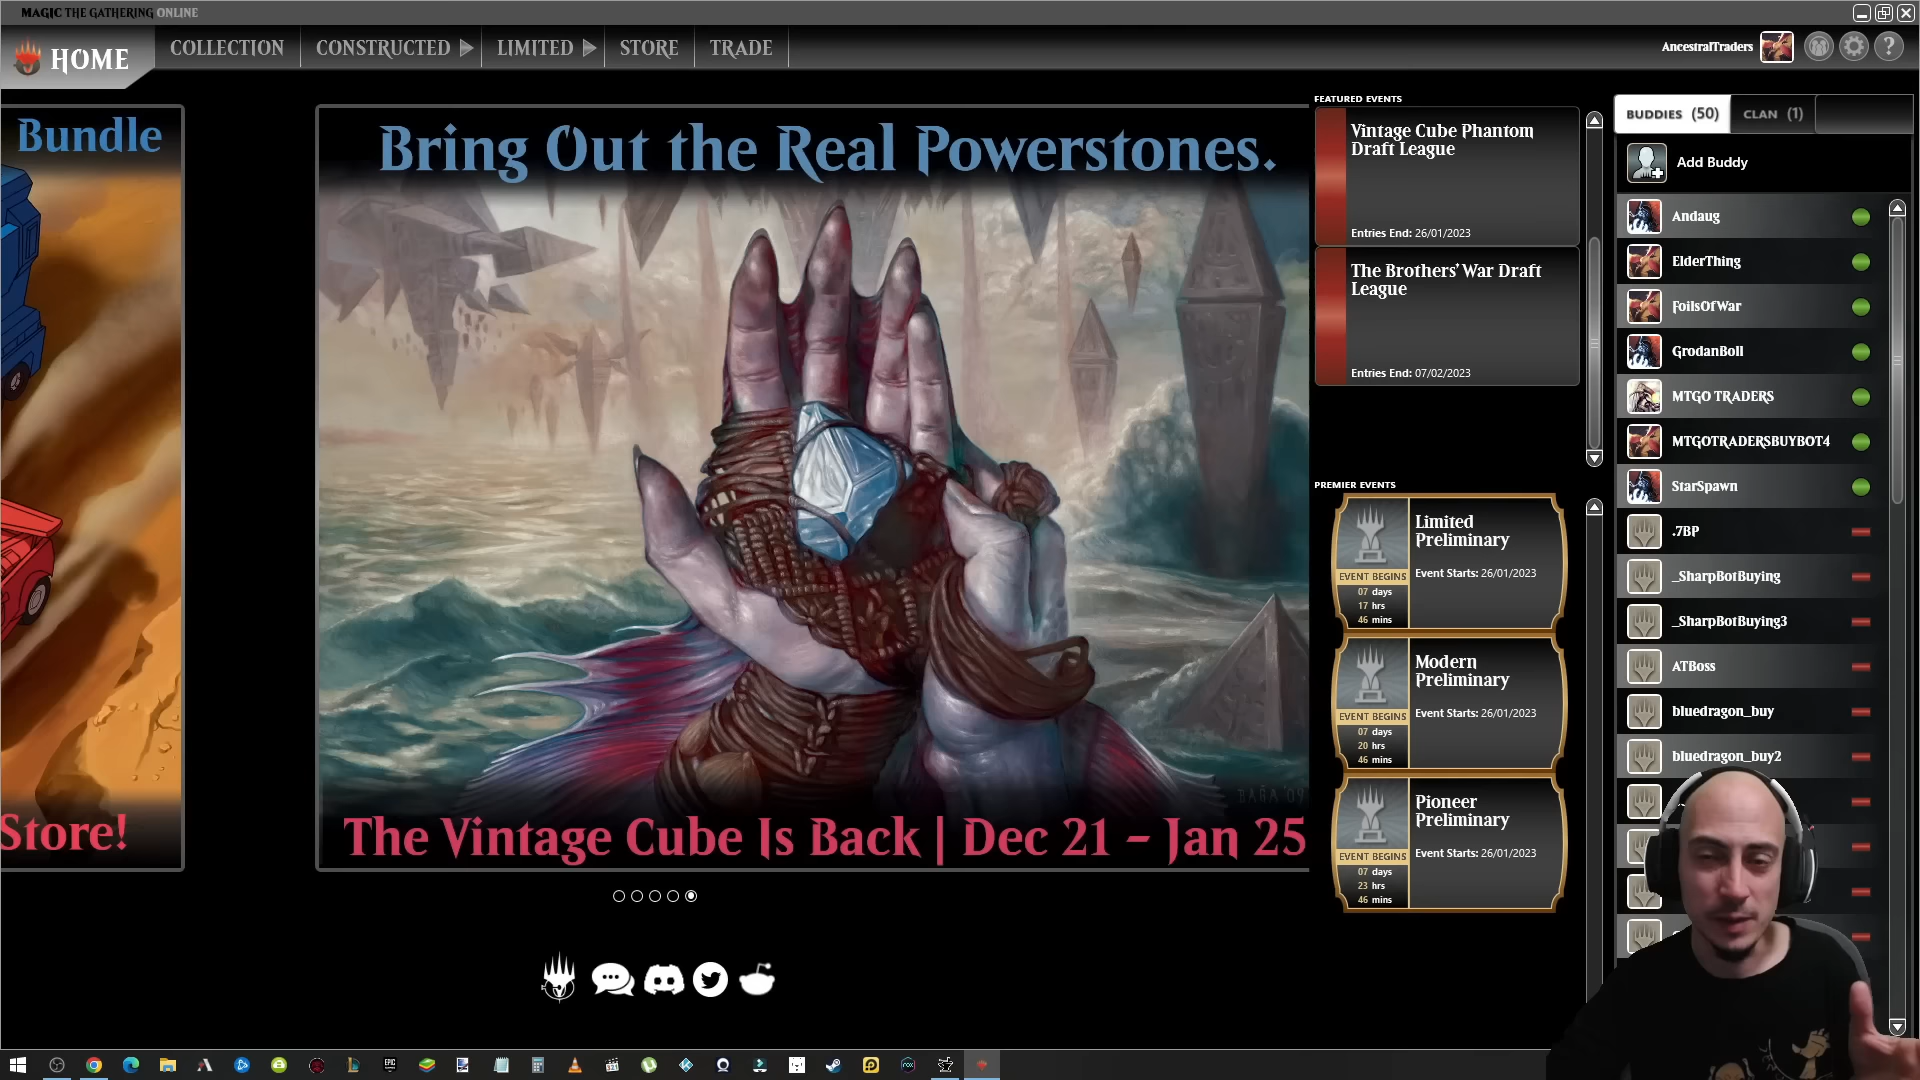 MAGIC THE GATHERING ONLINE
HOME
COLLECTION
CONSTRUCTED
LIMITED
STORE
TRADE
AncestralTraders
?
Bundle
Store!
Bring Out the Real Powerstones.
BAÑA '09
The Vintage Cube Is Back | Dec 21 – Jan 25
FEATURED EVENTS
Vintage Cube Phantom
Draft League
Entries End: 26/01/2023
The Brothers' War Draft
League
Entries End: 07/02/2023
PREMIER EVENTS
Limited
Preliminary
Event Starts: 26/01/2023
EVENT BEGINS
07 days
17 hrs
46 mins
Modern
Preliminary
Event Starts: 26/01/2023
EVENT BEGINS
07 days
20 hrs
46 mins
Pioneer
Preliminary
Event Starts: 26/01/2023
EVENT BEGINS
07 days
23 hrs
46 mins
BUDDIES (50)
CLAN (1)
Add Buddy
Andaug
ElderThing
FoilsOfWar
GrodanBoll
MTGO TRADERS
MTGOTRADERSBUYBOT4
StarSpawn
.7BP
_SharpBotBuying
_SharpBotBuying3
ATBoss
bluedragon_buy
bluedragon_buy2
EPIC